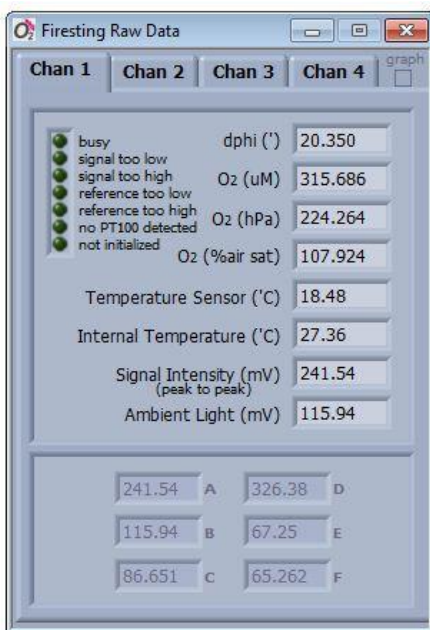 O₂ Firesting Raw Data
Chan 1 Chan 2 Chan 3 Chan 4 graph
busy
signal too low
signal too high
reference too low
reference too high
no PT100 detected
not initialized
dphi (') 20.350
O2 (uM) 315.686
O2 (hPa) 224.264
O2 (%air sat) 107.924
Temperature Sensor ('C) 18.48
Internal Temperature ('C) 27.36
Signal Intensity (mV) 241.54
(peak to peak)
Ambient Light (mV) 115.94
241.54 A 326.38 D
115.94 B 67.25 E
86.651 C 65.262 F